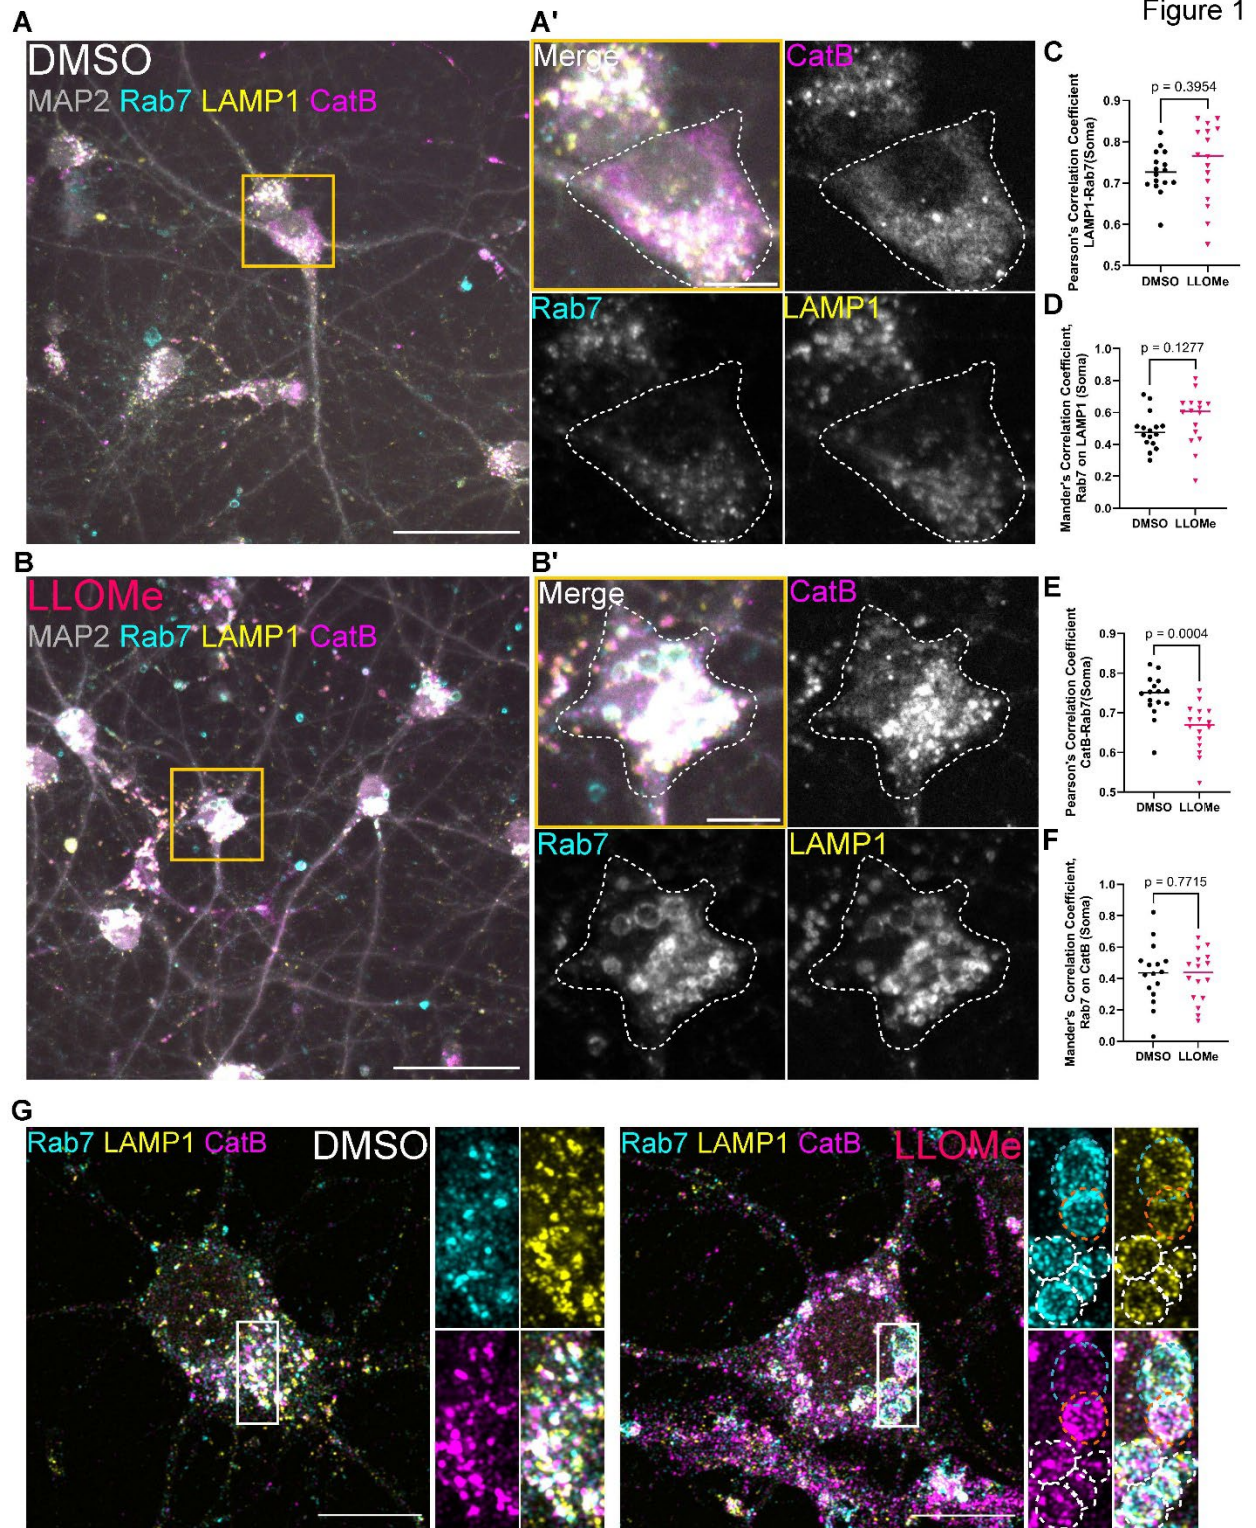 Figure 1
A
DMSO
MAP2 Rab7 LAMP1 CatB
A'
Merge
CatB
Rab7
LAMP1
C
p = 0.3954
Pearson's Correlation Coefficient
LAMP1-Rab7(Soma)
0.9
0.8
0.7
0.6
0.5
DMSO LLOMe
D
p = 0.1277
Mander's Correlation Coefficient,
Rab7 on LAMP1 (Soma)
1.0
0.8
0.6
0.4
0.2
0.0
DMSO LLOMe
B
LLOMe
MAP2 Rab7 LAMP1 CatB
B'
Merge
CatB
Rab7
LAMP1
E
p = 0.0004
Pearson's Correlation Coefficient
CatB-Rab7(Soma)
0.9
0.8
0.7
0.6
0.5
DMSO LLOMe
F
p = 0.7715
Mander's Correlation Coefficient,
Rab7 on CatB (Soma)
1.0
0.8
0.6
0.4
0.2
0.0
DMSO LLOMe
G
Rab7 LAMP1 CatB DMSO
Rab7 LAMP1 CatB LLOMe